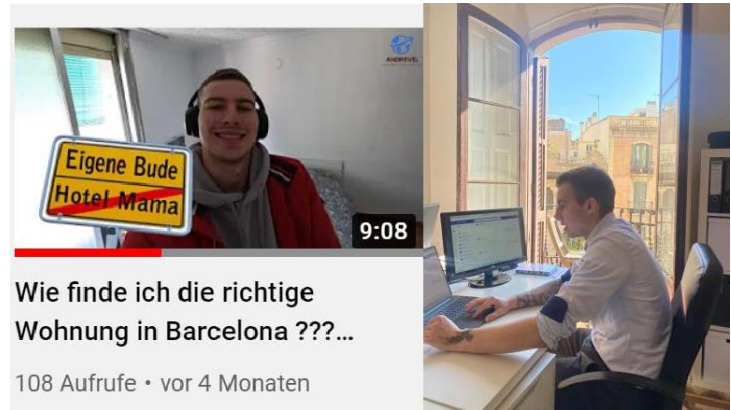 ANDREVEL
Eigene Bude
Hotel Mama
9:08
Wie finde ich die richtige
Wohnung in Barcelona ???...
108 Aufrufe • vor 4 Monaten